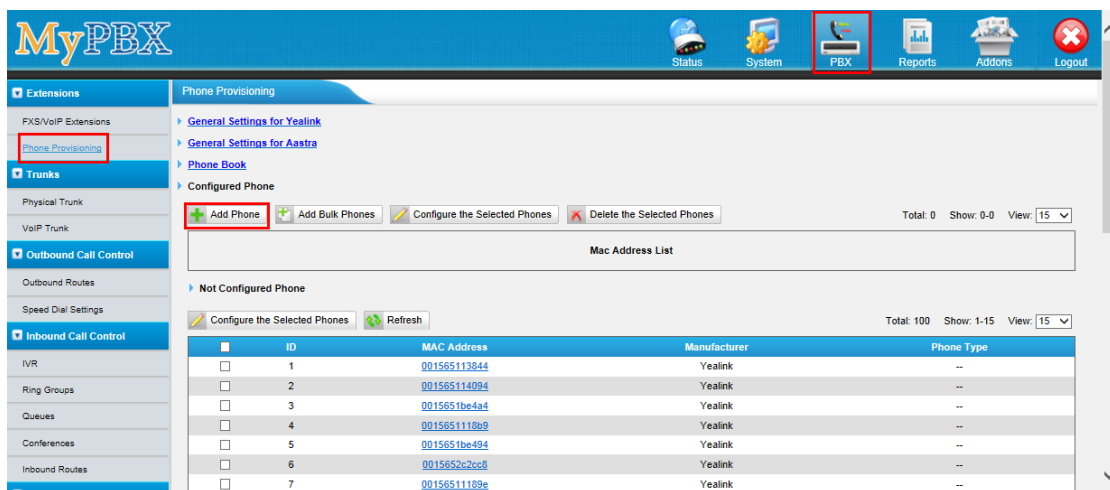 MyPBX
Status System PBX Reports Addons Logout
Extensions
FXS/VoIP Extensions
Phone Provisioning
Trunks
Physical Trunk
VoIP Trunk
Outbound Call Control
Outbound Routes
Speed Dial Settings
Inbound Call Control
IVR
Ring Groups
Queues
Conferences
Inbound Routes
Phone Provisioning
General Settings for Yealink
General Settings for Aastra
Phone Book
Configured Phone
Add Phone Add Bulk Phones Configure the Selected Phones Delete the Selected Phones Total: 0 Show: 0-0 View: 15
Mac Address List
Not Configured Phone
Configure the Selected Phones Refresh Total: 100 Show: 1-15 View: 15
ID MAC Address Manufacturer Phone Type
1 001565113844 Yealink --
2 001565114094 Yealink --
3 0015651be4a4 Yealink --
4 0015651118b9 Yealink --
5 0015651be494 Yealink --
6 0015652c2cc8 Yealink --
7 00156511189e Yealink --